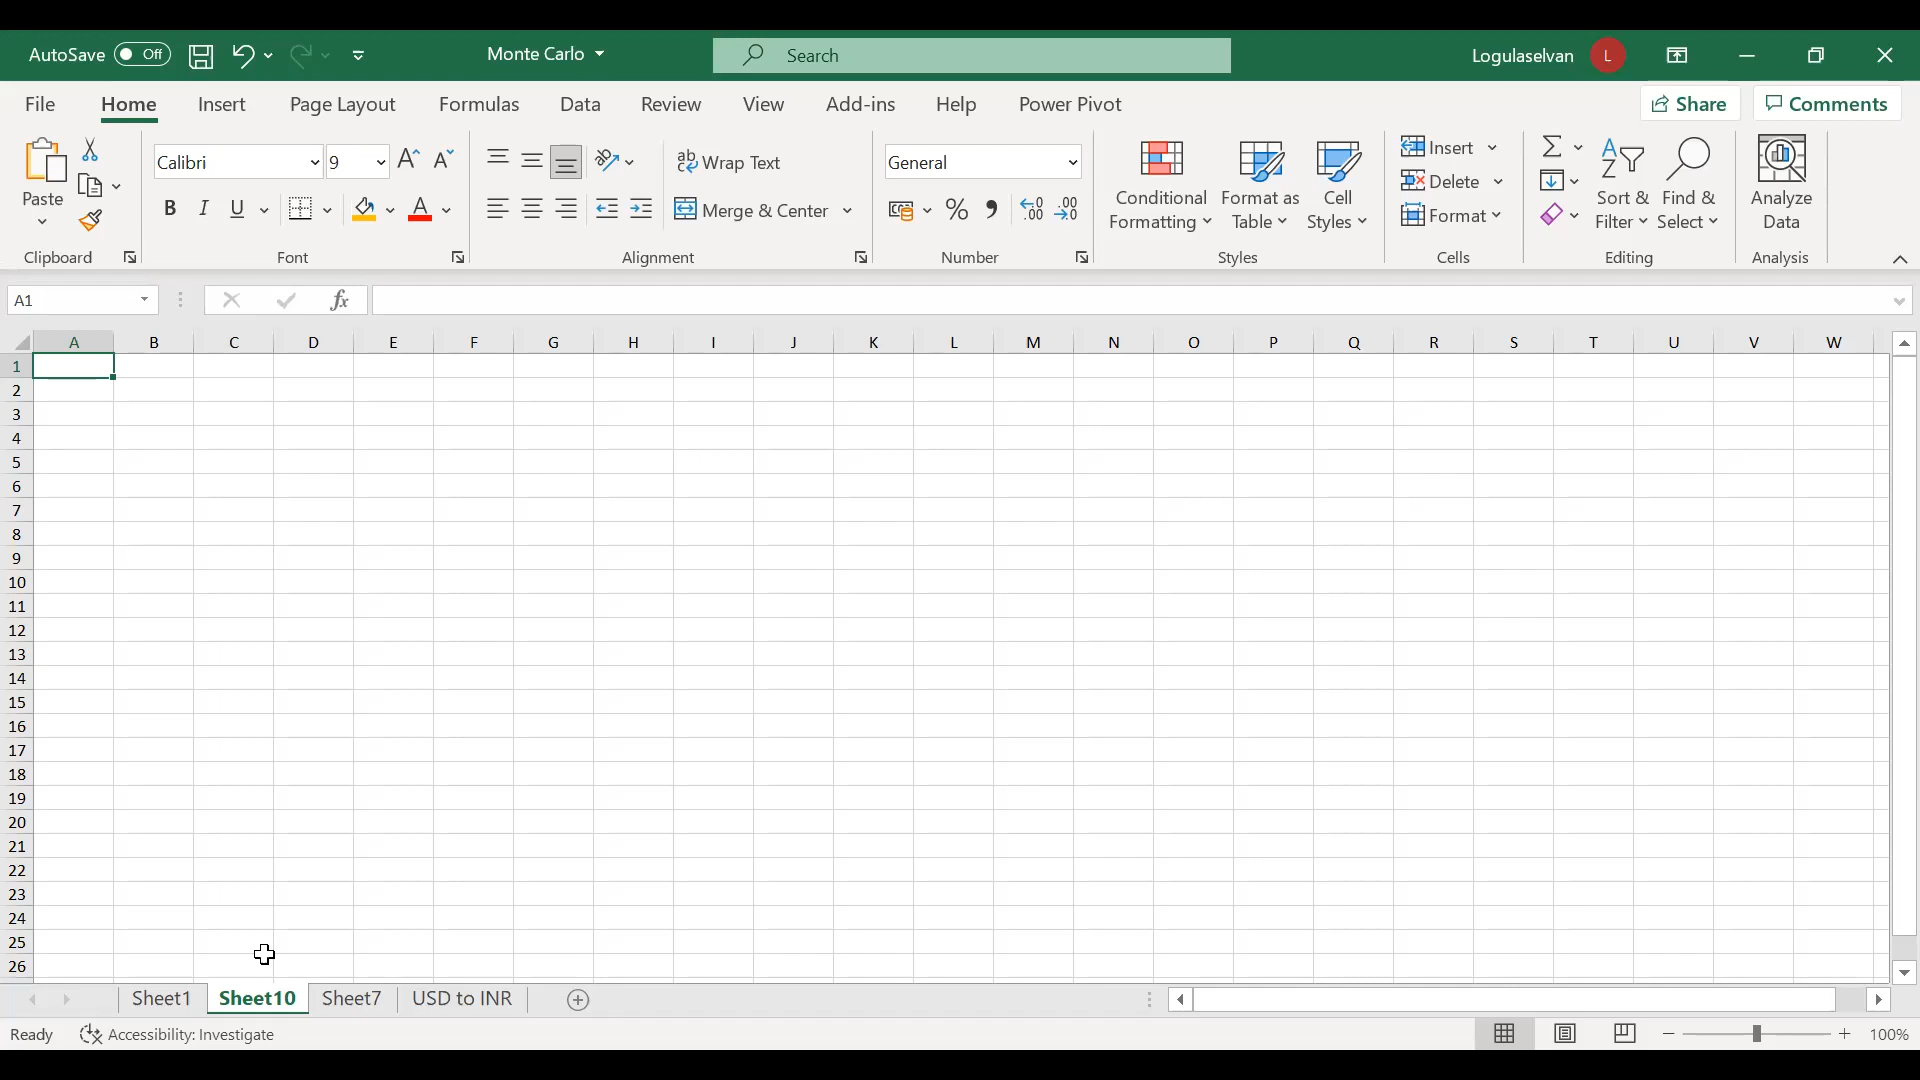 AutoSave Off Monte Carlo Search Logulaselvan L
File Home Insert Page Layout Formulas Data Review View Add-ins Help Power Pivot Share Comments
Paste Calibri 9 ab Wrap Text General Conditional Formatting Format as Table Cell Styles Insert Sort & Filter Find & Select Analyze Data
Delete
B I U A Merge & Center % , .00 .00 Format
Clipboard Font Alignment Number Styles Cells Editing Analysis
A1 fx
A B C D E F G H I J K L M N O P Q R S T U V W
1
2
3
4
5
6
7
8
9
10
11
12
13
14
15
16
17
18
19
20
21
22
23
24
25
26
Sheet1 Sheet10 Sheet7 USD to INR
Ready Accessibility: Investigate 100%